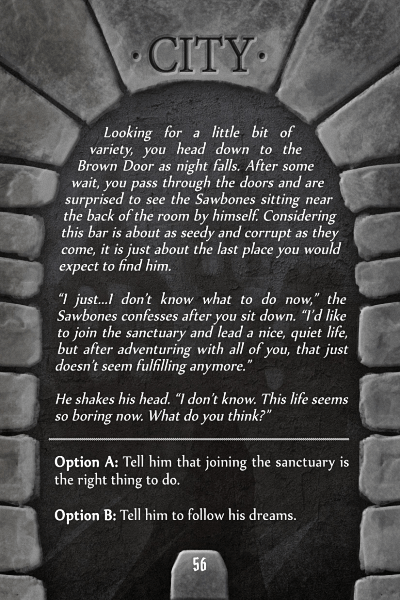 ·CITY·
Looking for a little bit of
variety, you head down to the
Brown Door as night falls. After some
wait, you pass through the doors and are
surprised to see the Sawbones sitting near
the back of the room by himself. Considering
this bar is about as seedy and corrupt as they
come, it is just about the last place you would
expect to find him.
“I just...I don’t know what to do now,” the
Sawbones confesses after you sit down. “I’d like
to join the sanctuary and lead a nice, quiet life,
but after adventuring with all of you, that just
doesn’t seem fulfilling anymore.”
He shakes his head. “I don’t know. This life seems
so boring now. What do you think?”
Option A: Tell him that joining the sanctuary is
the right thing to do.
Option B: Tell him to follow his dreams.
56